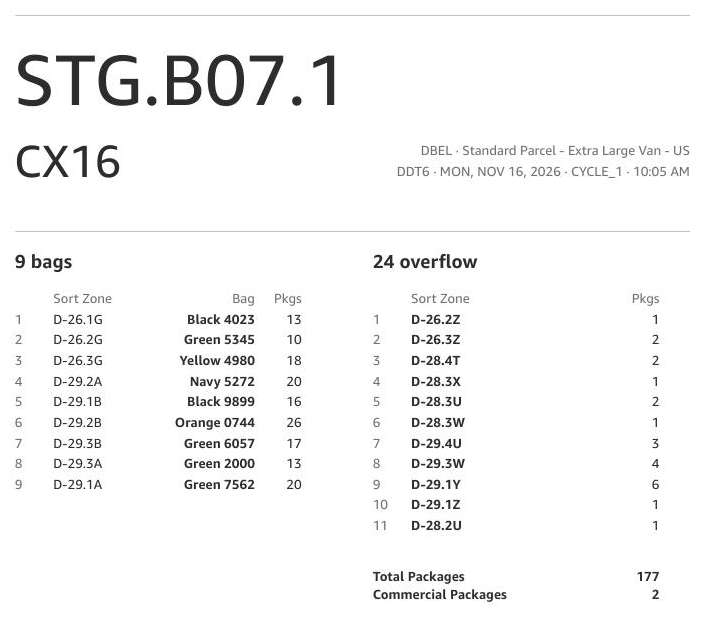 STG.B07.1
CX16
DBEL · Standard Parcel - Extra Large Van - US
DDT6 · MON, NOV 16, 2026 · CYCLE_1 · 10:05 AM
9 bags
Sort Zone Bag Pkgs
1 D-26.1G Black 4023 13
2 D-26.2G Green 5345 10
3 D-26.3G Yellow 4980 18
4 D-29.2A Navy 5272 20
5 D-29.1B Black 9899 16
6 D-29.2B Orange 0744 26
7 D-29.3B Green 6057 17
8 D-29.3A Green 2000 13
9 D-29.1A Green 7562 20
24 overflow
Sort Zone Pkgs
1 D-26.2Z 1
2 D-26.3Z 2
3 D-28.4T 2
4 D-28.3X 1
5 D-28.3U 2
6 D-28.3W 1
7 D-29.4U 3
8 D-29.3W 4
9 D-29.1Y 6
10 D-29.1Z 1
11 D-28.2U 1
Total Packages 177
Commercial Packages 2